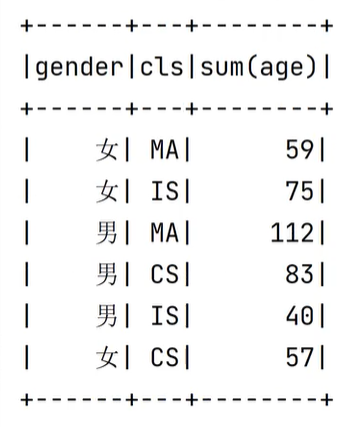 +------+---+--------+
|gender|cls|sum(age)|
+------+---+--------+
|     女| MA|      59|
|     女| IS|      75|
|     男| MA|     112|
|     男| CS|      83|
|     男| IS|      40|
|     女| CS|      57|
+------+---+--------+